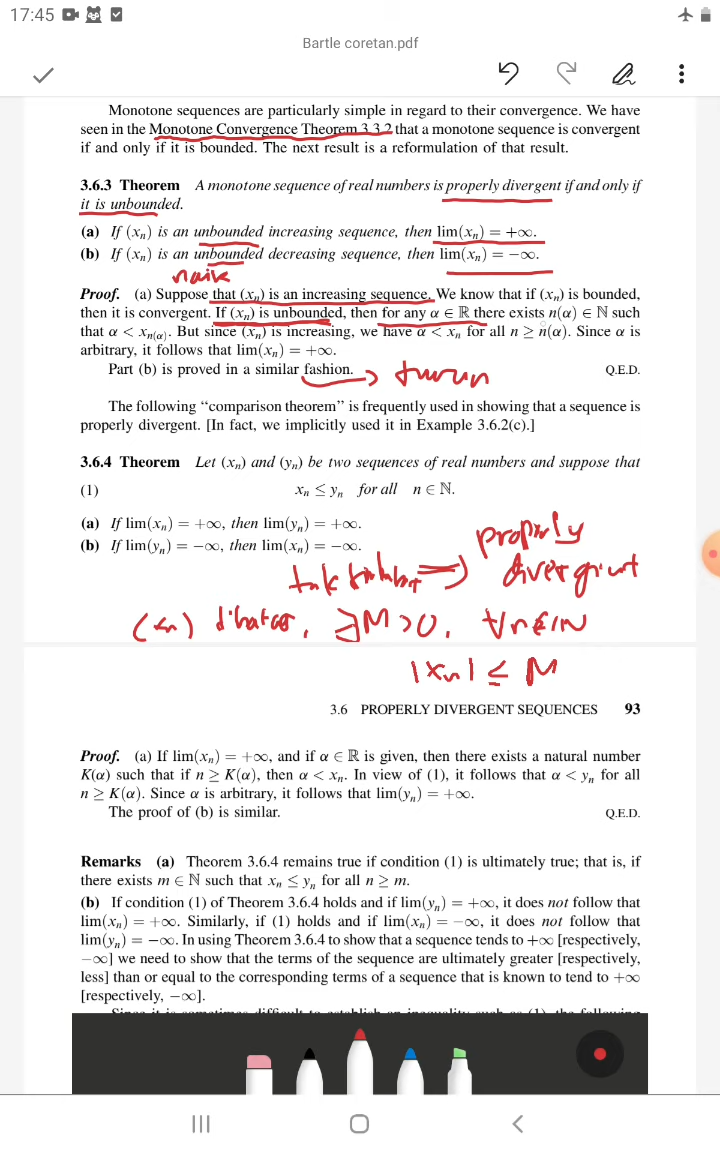 17:45
Bartle coretan.pdf
Monotone sequences are particularly simple in regard to their convergence. We have
seen in the Monotone Convergence Theorem 3.3.2 that a monotone sequence is convergent
if and only if it is bounded. The next result is a reformulation of that result.
3.6.3 Theorem A monotone sequence of real numbers is properly divergent if and only if
it is unbounded.
(a) If (xₙ) is an unbounded increasing sequence, then lim(xₙ) = +∞.
(b) If (xₙ) is an unbounded decreasing sequence, then lim(xₙ) = −∞.
naik
Proof. (a) Suppose that (xₙ) is an increasing sequence. We know that if (xₙ) is bounded,
then it is convergent. If (xₙ) is unbounded, then for any α ∈ ℝ there exists n(α) ∈ ℕ such
that α < xₙ₍α₎. But since (xₙ) is increasing, we have α < xₙ for all n ≥ n(α). Since α is
arbitrary, it follows that lim(xₙ) = +∞.
Part (b) is proved in a similar fashion. → turun Q.E.D.
The following “comparison theorem” is frequently used in showing that a sequence is
properly divergent. [In fact, we implicitly used it in Example 3.6.2(c).]
3.6.4 Theorem Let (xₙ) and (yₙ) be two sequences of real numbers and suppose that
(1) xₙ ≤ yₙ for all n ∈ ℕ.
(a) If lim(xₙ) = +∞, then lim(yₙ) = +∞.
(b) If lim(yₙ) = −∞, then lim(xₙ) = −∞.
properly
tak ⇒ divergent
∃M>0, ∀n∈ℕ
|xₙ| ≤ M
3.6 PROPERLY DIVERGENT SEQUENCES 93
Proof. (a) If lim(xₙ) = +∞, and if α ∈ ℝ is given, then there exists a natural number
K(α) such that if n ≥ K(α), then α < xₙ. In view of (1), it follows that α < yₙ for all
n ≥ K(α). Since α is arbitrary, it follows that lim(yₙ) = +∞.
The proof of (b) is similar. Q.E.D.
Remarks (a) Theorem 3.6.4 remains true if condition (1) is ultimately true; that is, if
there exists m ∈ ℕ such that xₙ ≤ yₙ for all n ≥ m.
(b) If condition (1) of Theorem 3.6.4 holds and if lim(yₙ) = +∞, it does not follow that
lim(xₙ) = +∞. Similarly, if (1) holds and if lim(xₙ) = −∞, it does not follow that
lim(yₙ) = −∞. In using Theorem 3.6.4 to show that a sequence tends to +∞ [respectively,
−∞] we need to show that the terms of the sequence are ultimately greater [respectively,
less] than or equal to the corresponding terms of a sequence that is known to tend to +∞
[respectively, −∞].